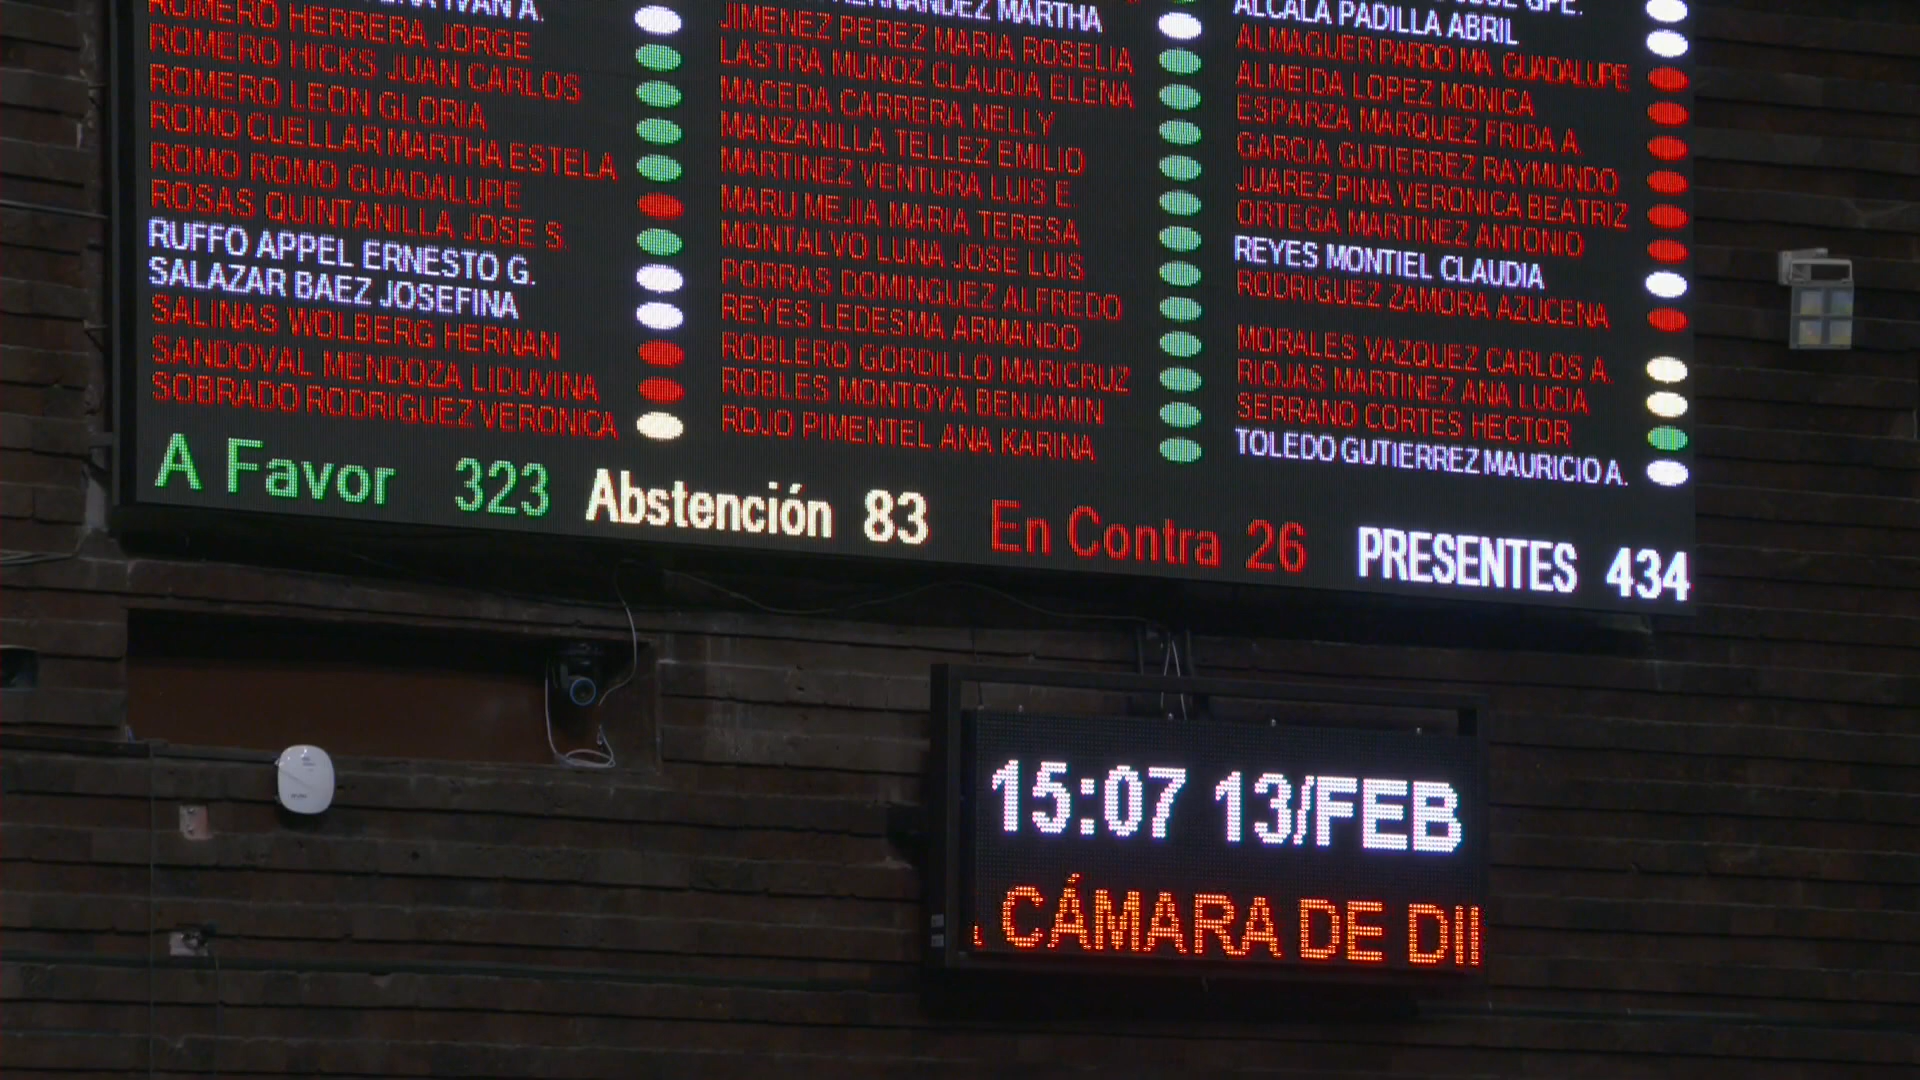 IVAN A.
ROMERO HERRERA JORGE
ROMERO HICKS JUAN CARLOS
ROMERO LEON GLORIA
ROMO CUELLAR MARTHA ESTELA
ROMO ROMO GUADALUPE
ROSAS QUINTANILLA JOSE S.
RUFFO APPEL ERNESTO G.
SALAZAR BAEZ JOSEFINA
SALINAS WOLBERG HERNAN
SANDOVAL MENDOZA LIDUVINA
SOBRADO RODRIGUEZ VERONICA
HERNANDEZ MARTHA
JIMENEZ PEREZ MARIA ROSELIA
LASTRA MUÑOZ CLAUDIA ELENA
MACEDA CARRERA NELLY
MANZANILLA TELLEZ EMILIO
MARTINEZ VENTURA LUIS E
MARU MEJIA MARIA TERESA
MONTALVO LUNA JOSE LUIS
PORRAS DOMINGUEZ ALFREDO
REYES LEDESMA ARMANDO
ROBLERO GORDILLO MARICRUZ
ROBLES MONTOYA BENJAMIN
ROJO PIMENTEL ANA KARINA
JOSE GPE.
ALCALA PADILLA ABRIL
ALMAGUER PARDO MA GUADALUPE
ALMEIDA LOPEZ MONICA
ESPARZA MARQUEZ FRIDA A.
GARCIA GUTIERREZ RAYMUNDO
JUAREZ PIÑA VERONICA BEATRIZ
ORTEGA MARTINEZ ANTONIO
REYES MONTIEL CLAUDIA
RODRIGUEZ ZAMORA AZUCENA
MORALES VAZQUEZ CARLOS A.
RIOJAS MARTINEZ ANA LUCIA
SERRANO CORTES HECTOR
TOLEDO GUTIERREZ MAURICIO A.
A Favor 323 Abstención 83 En Contra 26 PRESENTES 434
15:07 13/FEB
CÁMARA DE DI